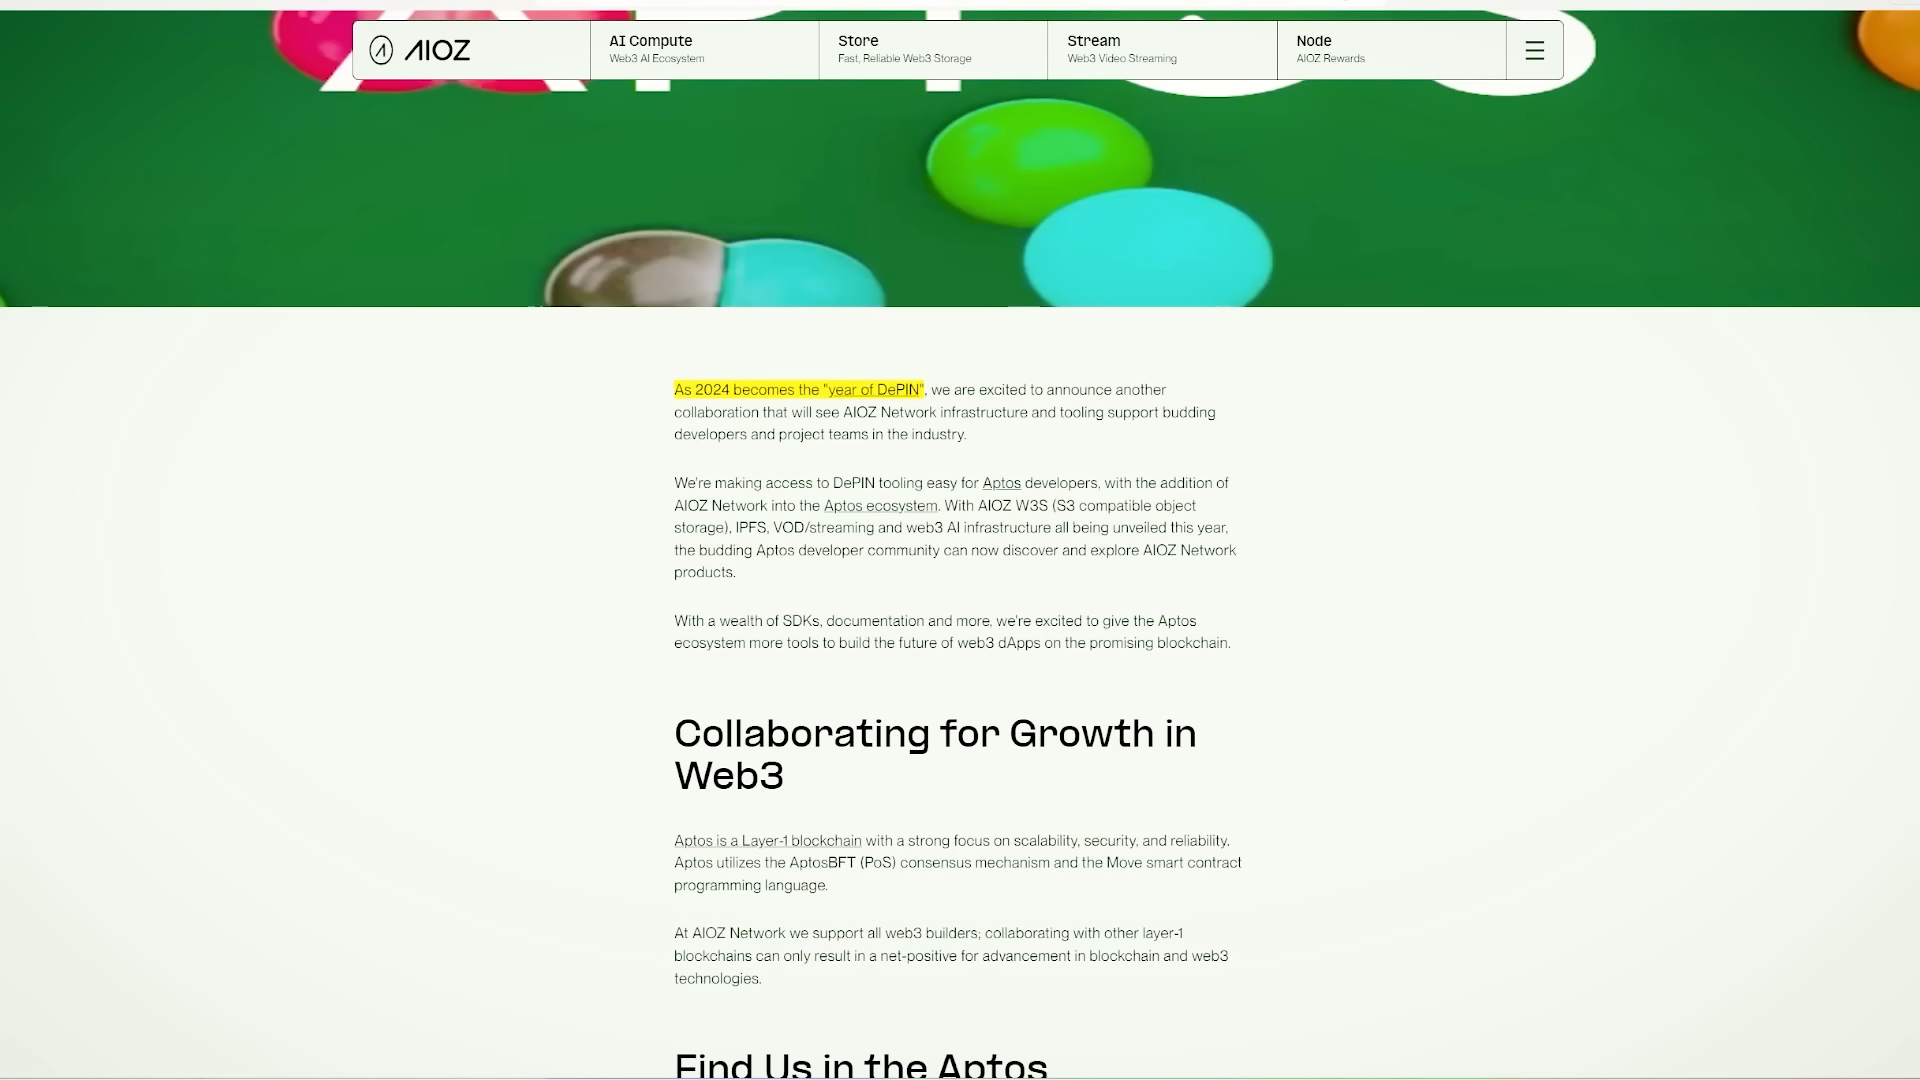 AIOZ
AI Compute
Web3 AI Ecosystem
Store
Fast, Reliable Web3 Storage
Stream
Web3 Video Streaming
Node
AIOZ Rewards
As 2024 becomes the "year of DePIN", we are excited to announce another
collaboration that will see AIOZ Network infrastructure and tooling support budding
developers and project teams in the industry.
We're making access to DePIN tooling easy for Aptos developers, with the addition of
AIOZ Network into the Aptos ecosystem. With AIOZ W3S (S3 compatible object
storage), IPFS, VOD/streaming and web3 AI infrastructure all being unveiled this year,
the budding Aptos developer community can now discover and explore AIOZ Network
products.
With a wealth of SDKs, documentation and more, we're excited to give the Aptos
ecosystem more tools to build the future of web3 dApps on the promising blockchain.
Collaborating for Growth in
Web3
Aptos is a Layer-1 blockchain with a strong focus on scalability, security, and reliability.
Aptos utilizes the AptosBFT (PoS) consensus mechanism and the Move smart contract
programming language.
At AIOZ Network we support all web3 builders; collaborating with other layer-1
blockchains can only result in a net-positive for advancement in blockchain and web3
technologies.
Find Us in the Aptos